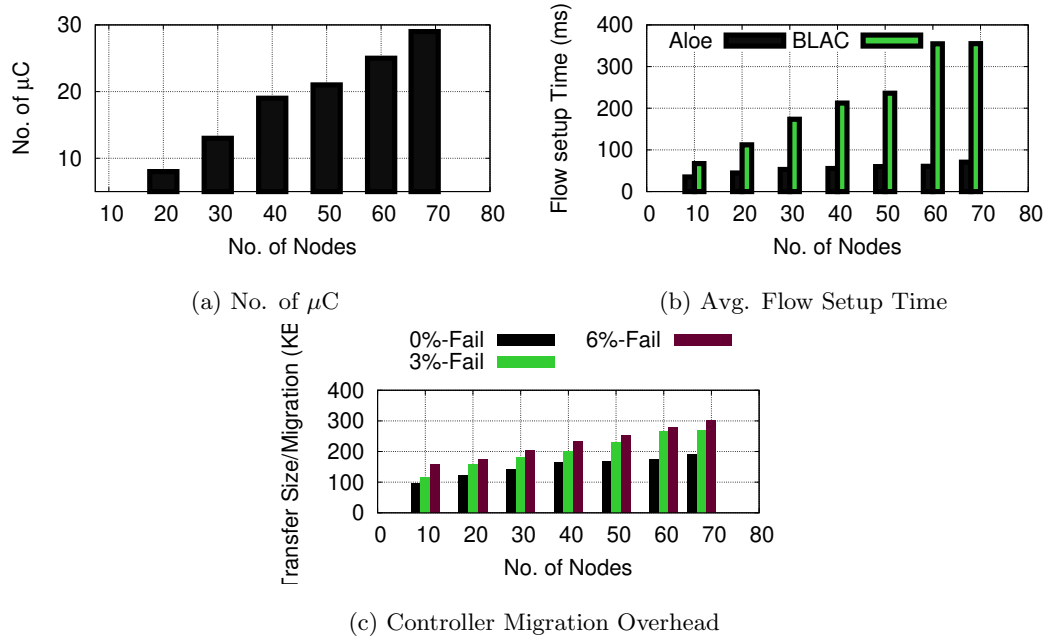 30
20
10
No. of μC
10 20 30 40 50 60 70 80
No. of Nodes
(a) No. of μC
400
300
200
100
0
Flow setup Time (ms)
Aloe BLAC
0 10 20 30 40 50 60 70 80
No. of Nodes
(b) Avg. Flow Setup Time
0%-Fail 6%-Fail
3%-Fail
Transfer Size/Migration (KB
400
300
200
100
0
0 10 20 30 40 50 60 70 80
No. of Nodes
(c) Controller Migration Overhead